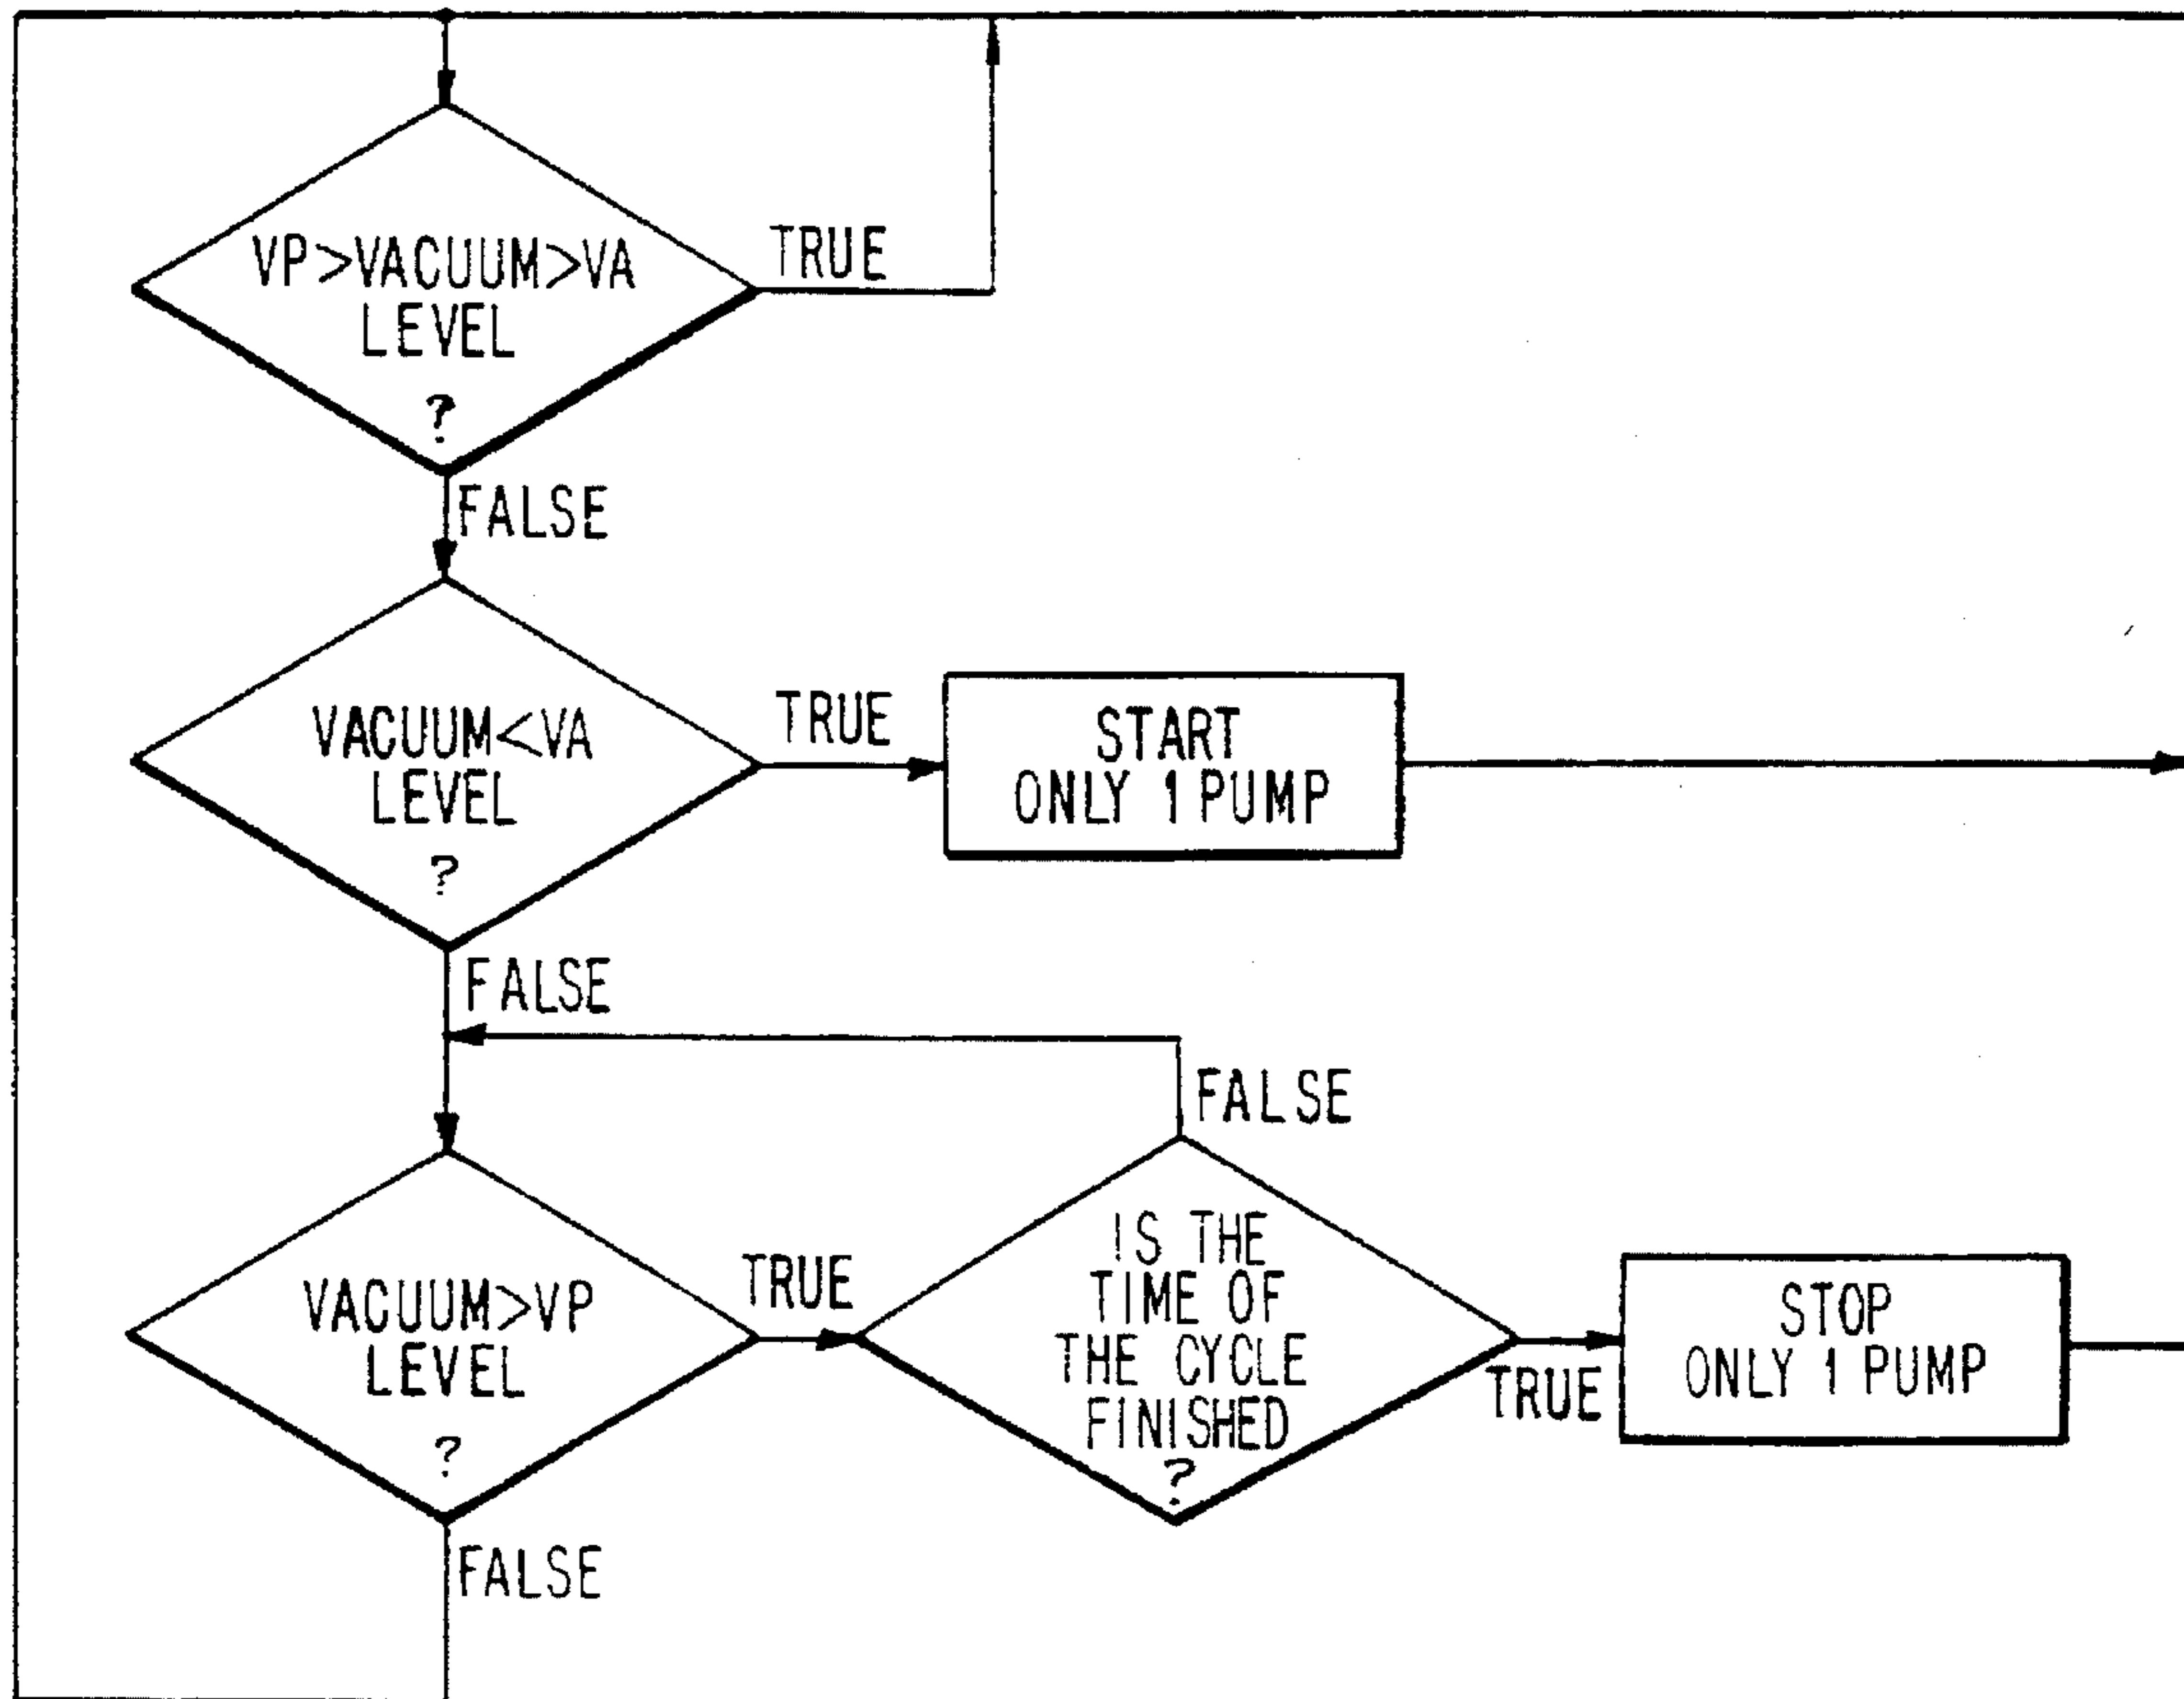 VP>VACUUM>VA
LEVEL
?
TRUE
FALSE
VACUUM<VA
LEVEL
?
TRUE
START
ONLY 1 PUMP
FALSE
FALSE
VACUUM>VP
LEVEL
?
TRUE
IS THE
TIME OF
THE CYCLE
FINISHED
?
TRUE
STOP
ONLY 1 PUMP
FALSE